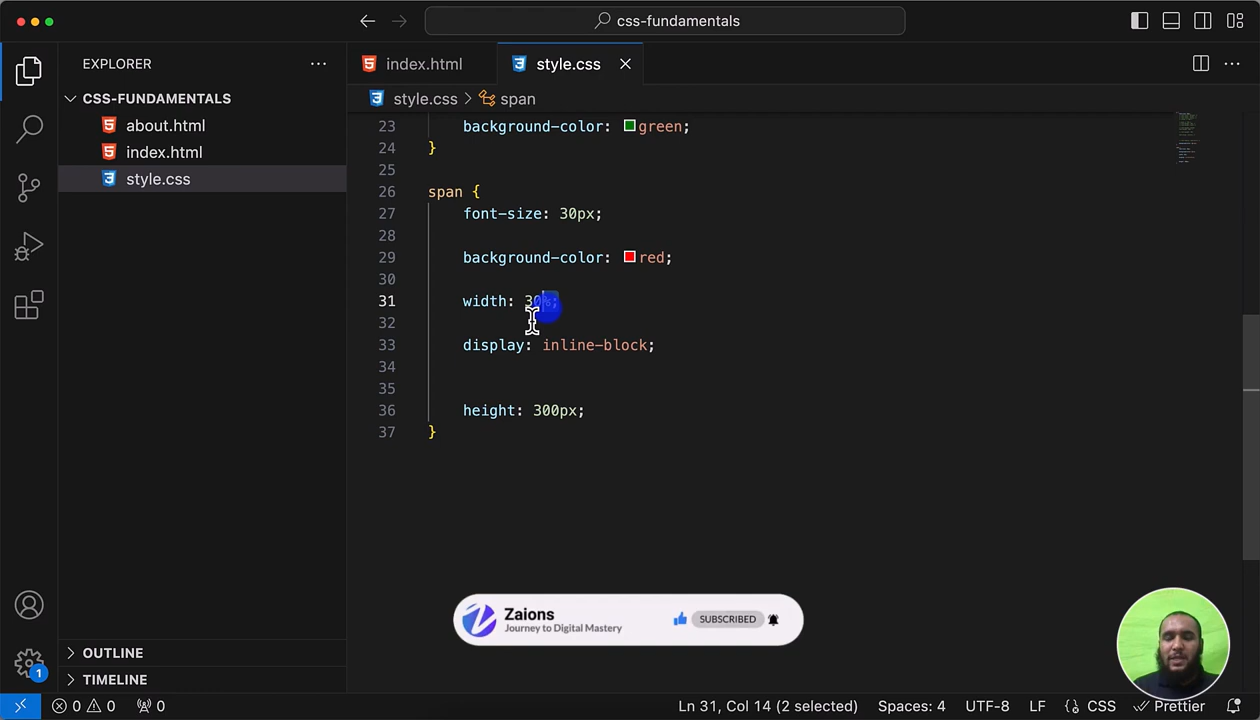 css-fundamentals
EXPLORER
CSS-FUNDAMENTALS
about.html
index.html
style.css
OUTLINE
TIMELINE
index.html
style.css
style.css > span
23 background-color: green;
24 }
25
26 span {
27 font-size: 30px;
28
29 background-color: red;
30
31 width: 30%;
32
33 display: inline-block;
34
35
36 height: 300px;
37 }
Zaions
Journey to Digital Mastery
SUBSCRIBED
1
0 0 0
Ln 31, Col 14 (2 selected) Spaces: 4 UTF-8 LF {} CSS Prettier